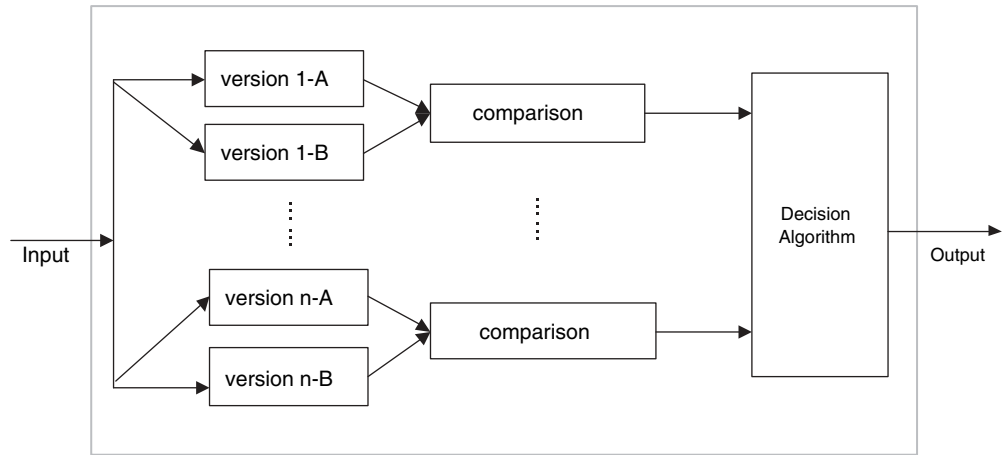 version 1-A
comparison
version 1-B
Decision
Algorithm
Input
Output
version n-A
comparison
version n-B